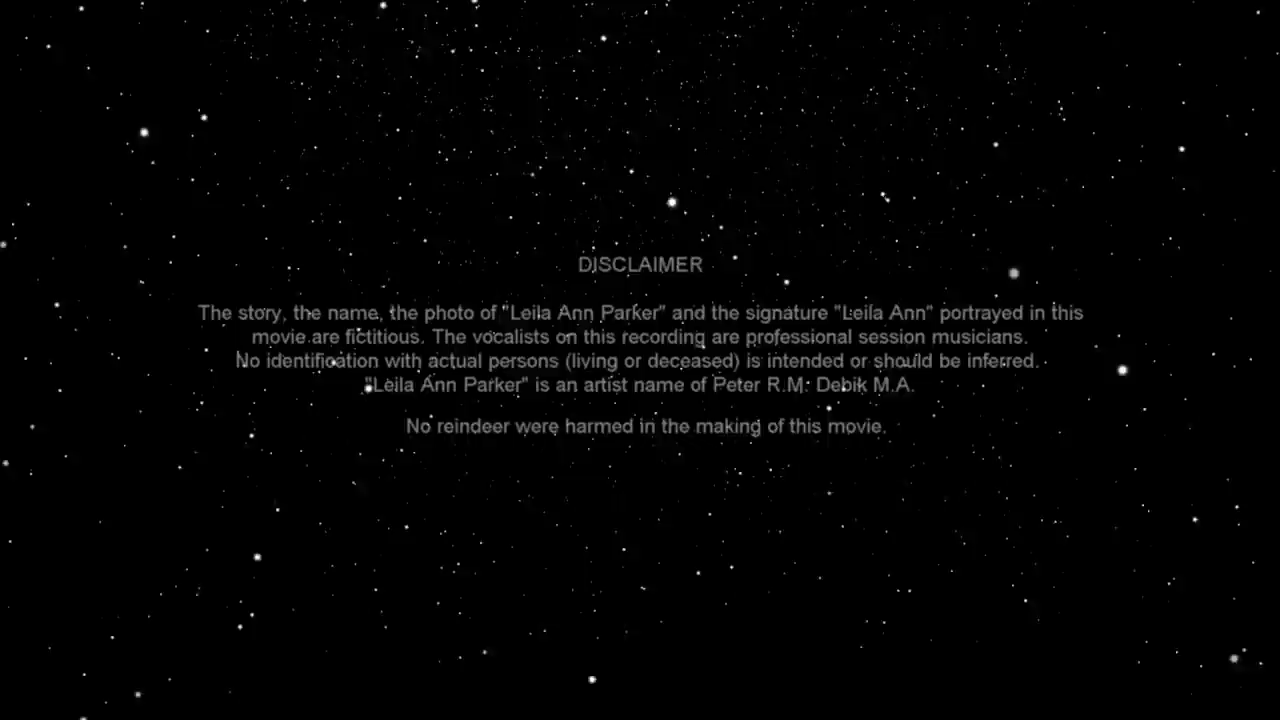 DISCLAIMER
The story, the name, the photo of "Leila Ann Parker" and the signature "Leila Ann" portrayed in this
movie are fictitious. The vocalists on this recording are professional session musicians.
No identification with actual persons (living or deceased) is intended or should be inferred.
"Leila Ann Parker" is an artist name of Peter R.M. Debik M.A.
No reindeer were harmed in the making of this movie.